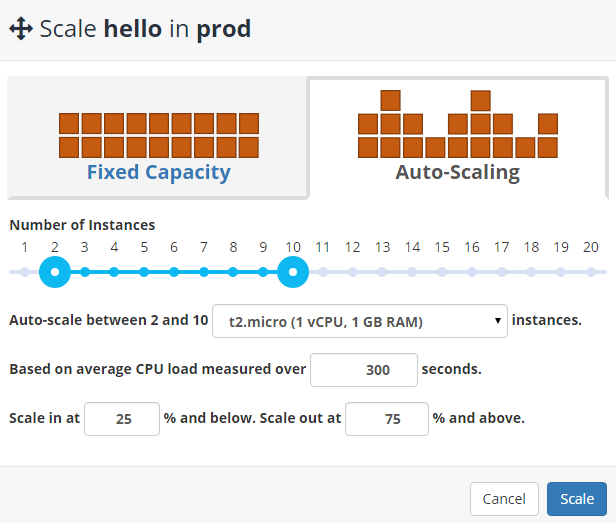 Scale hello in prod
Fixed Capacity Auto-Scaling
Number of Instances
1 2 3 4 5 6 7 8 9 10 11 12 13 14 15 16 17 18 19 20
Auto-scale between 2 and 10 t2.micro (1 vCPU, 1 GB RAM) instances.
Based on average CPU load measured over 300 seconds.
Scale in at 25 % and below. Scale out at 75 % and above.
Cancel Scale